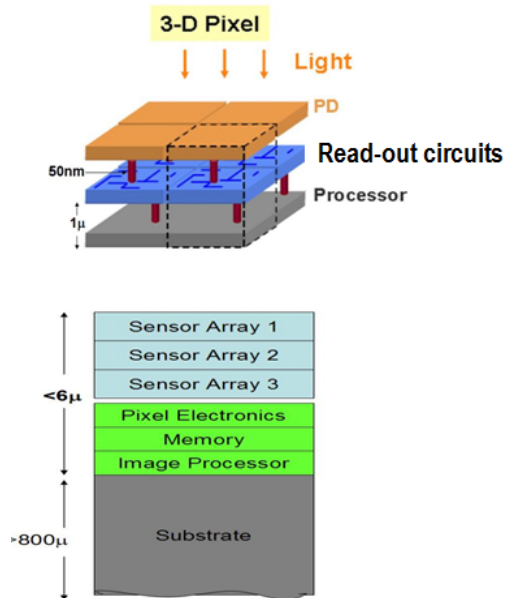 3-D Pixel
Light
PD
Read-out circuits
50nm
Processor
1μ
Sensor Array 1
Sensor Array 2
Sensor Array 3
<6μ
Pixel Electronics
Memory
Image Processor
Substrate
>800μ